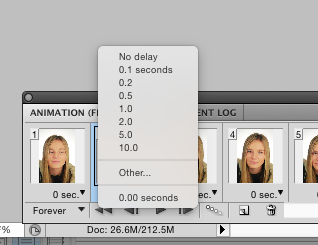 No delay
0.1 seconds
0.2
0.5
1.0
2.0
5.0
10.0
Other...
0.00 seconds
ANIMATION (F
ENT LOG
1
4
5
0 sec.
0 sec.
0 sec.
0
Forever
%
Doc: 26.6M/212.5M